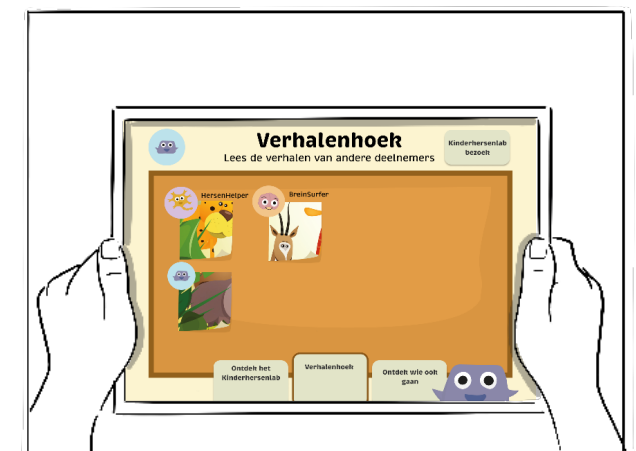 Verhalenhoek
Lees de verhalen van andere deelnemers
Kinderhersenlab
bezoek
HersenHelper
BreinSurfer
Ontdek het
Kinderhersenlab
Verhalenhoek
Ontdek wie ook
gaan